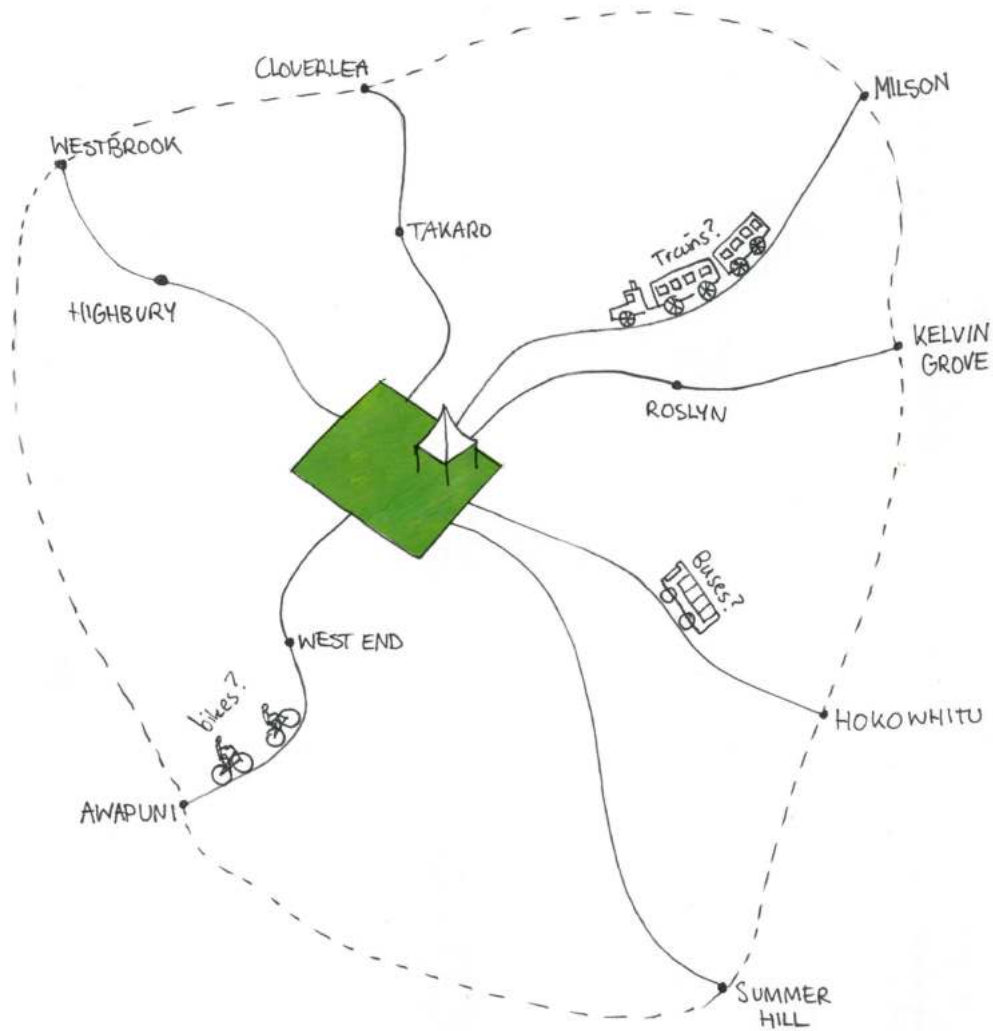 CLOVERLEA
MILSON
WESTBROOK
TAKARO
Trains?
HIGHBURY
KELVIN
GROVE
ROSLYN
Buses?
WEST END
bikes?
HOKOWHITU
AWAPUNI
SUMMER
HILL